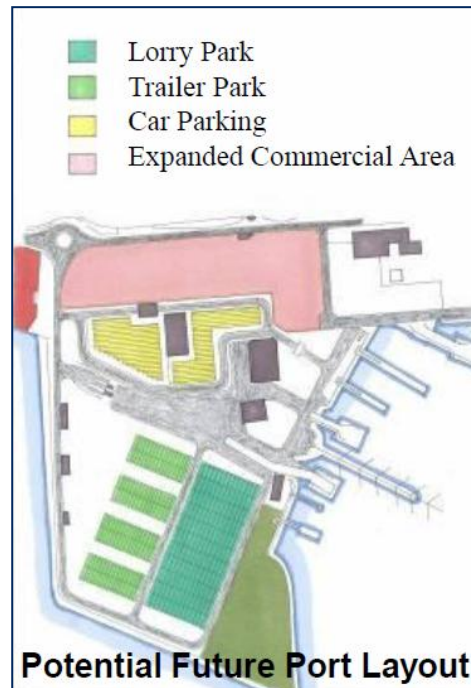 Lorry Park
Trailer Park
Car Parking
Expanded Commercial Area
Potential Future Port Layout